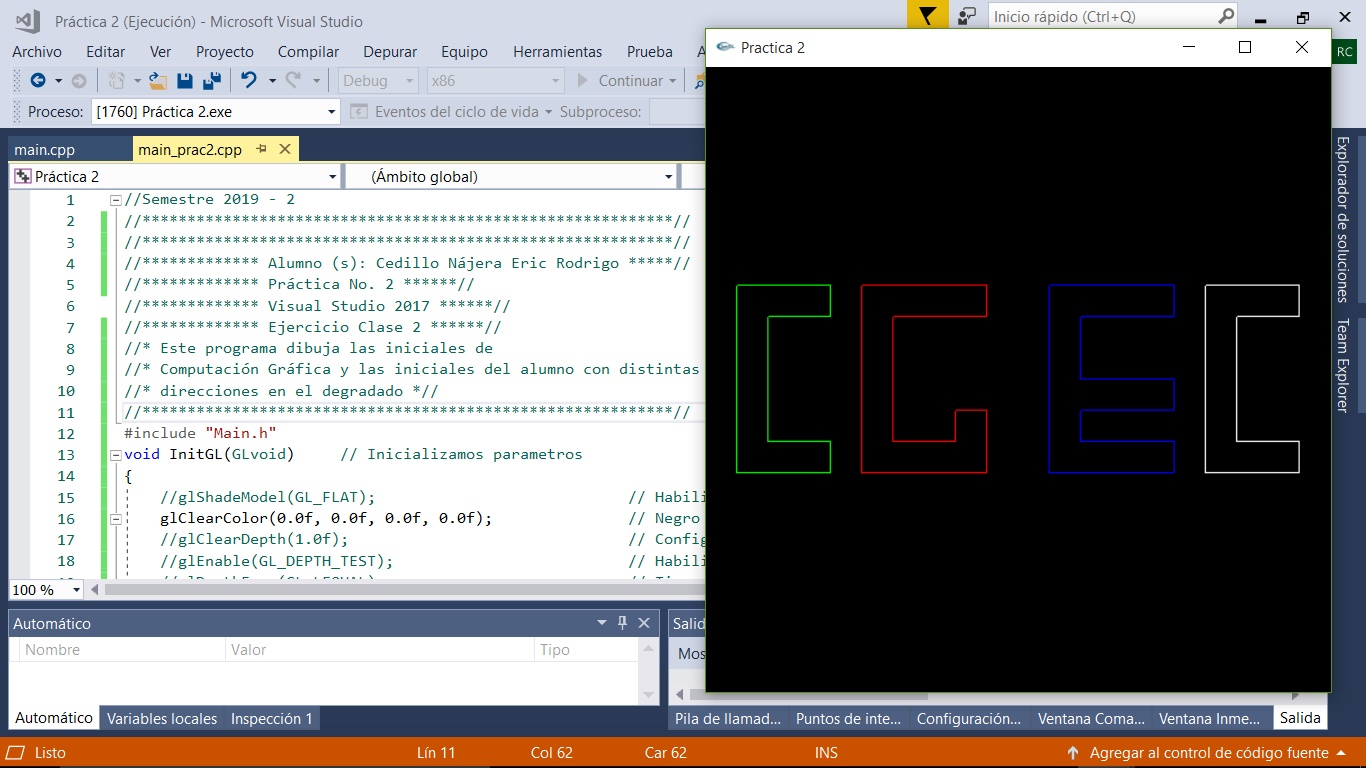 Práctica 2 (Ejecución) - Microsoft Visual Studio
Inicio rápido (Ctrl+Q)
Archivo Editar Ver Proyecto Compilar Depurar Equipo Herramientas Prueba
RC
Debug x86 Continuar
Proceso: [1760] Práctica 2.exe Eventos del ciclo de vida Subproceso:
main.cpp main_prac2.cpp
Práctica 2 (Ámbito global)
1 //Semestre 2019 - 2
2 //***********************************************************//
3 //***********************************************************//
4 //************* Alumno (s): Cedillo Nájera Eric Rodrigo *****//
5 //************* Práctica No. 2 ******//
6 //************* Visual Studio 2017 ******//
7 //************* Ejercicio Clase 2 ******//
8 //* Este programa dibuja las iniciales de
9 //* Computación Gráfica y las iniciales del alumno con distintas
10 //* direcciones en el degradado *//
11 //***********************************************************//
12 #include "Main.h"
13 void InitGL(GLvoid) // Inicializamos parametros
14 {
15 //glShadeModel(GL_FLAT); // Habili
16 glClearColor(0.0f, 0.0f, 0.0f, 0.0f); // Negro
17 //glClearDepth(1.0f); // Config
18 //glEnable(GL_DEPTH_TEST); // Habili
100 %
Practica 2
C G E C
Explorador de soluciones
Team Explorer
Automático
Nombre Valor Tipo
Automático Variables locales Inspección 1
Salid
Mos
Pila de llamad... Puntos de inte... Configuración... Ventana Coma... Ventana Inme... Salida
Listo Lín 11 Col 62 Car 62 INS Agregar al control de código fuente